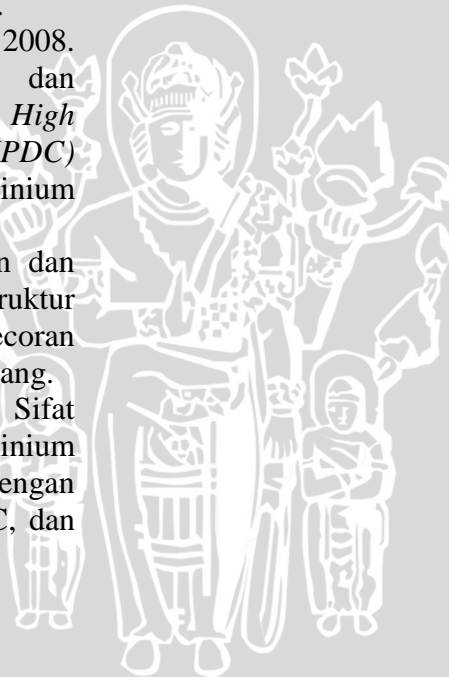 .
2008.
dan
High
PDC)
inium
n dan
ruktur
ecoran
ang.
Sifat
inium
engan
C, dan